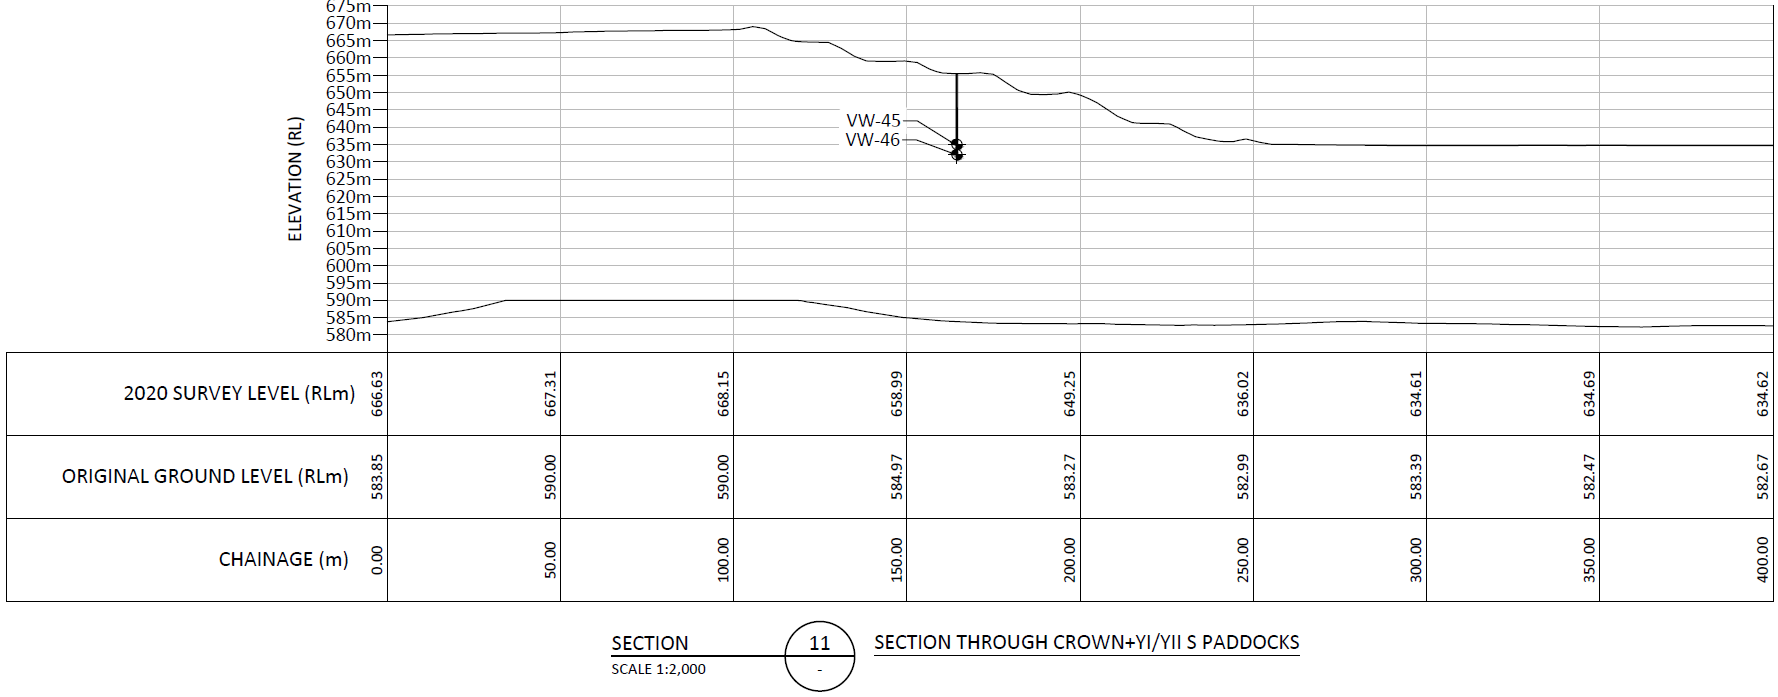 675m
670m
665m
660m
655m
650m
645m
640m
635m
630m
625m
620m
615m
610m
605m
600m
595m
590m
585m
580m
ELEVATION (RL)
VW-45
VW-46
2020 SURVEY LEVEL (RLm) 666.63 667.31 668.15 658.99 649.25 636.02 634.61 634.69 634.62
ORIGINAL GROUND LEVEL (RLm) 583.85 590.00 590.00 584.97 583.27 582.99 583.39 582.47 582.67
CHAINAGE (m) 0.00 50.00 100.00 150.00 200.00 250.00 300.00 350.00 400.00
SECTION 11 SECTION THROUGH CROWN+YI/YII S PADDOCKS
SCALE 1:2,000 -